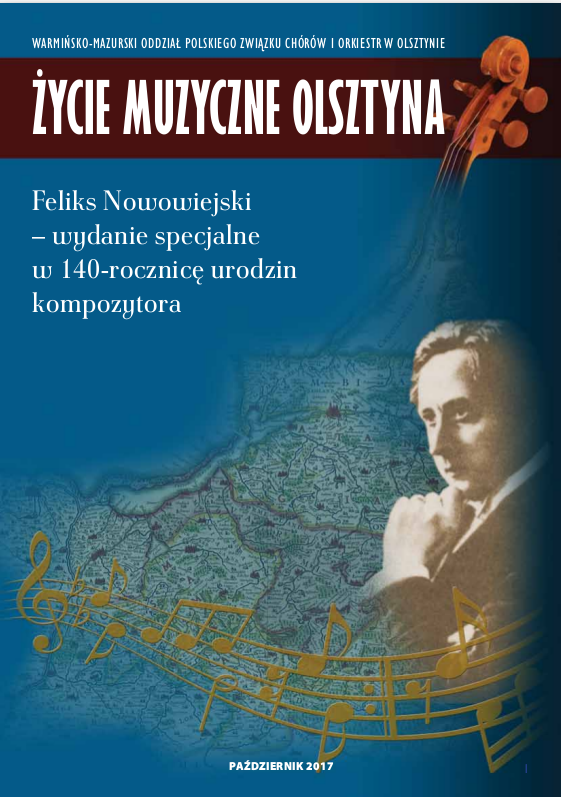 WARMIŃSKO-MAZURSKI ODDZIAŁ POLSKIEGO ZWIĄZKU CHÓRÓW I ORKIESTR W OLSZTYNIE
ŻYCIE MUZYCZNE OLSZTYNA
Feliks Nowowiejski
– wydanie specjalne
w 140-rocznicę urodzin
kompozytora
PAŹDZIERNIK 2017